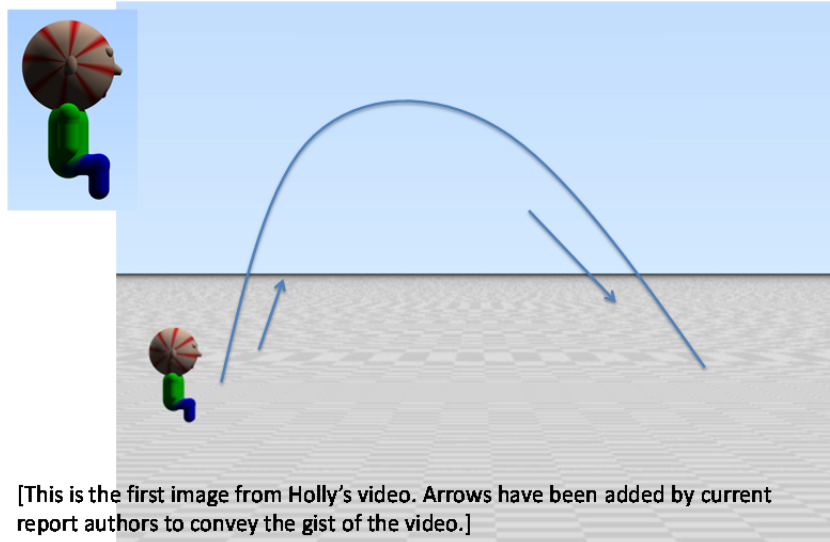 [This is the first image from Holly’s video. Arrows have been added by current
report authors to convey the gist of the video.]